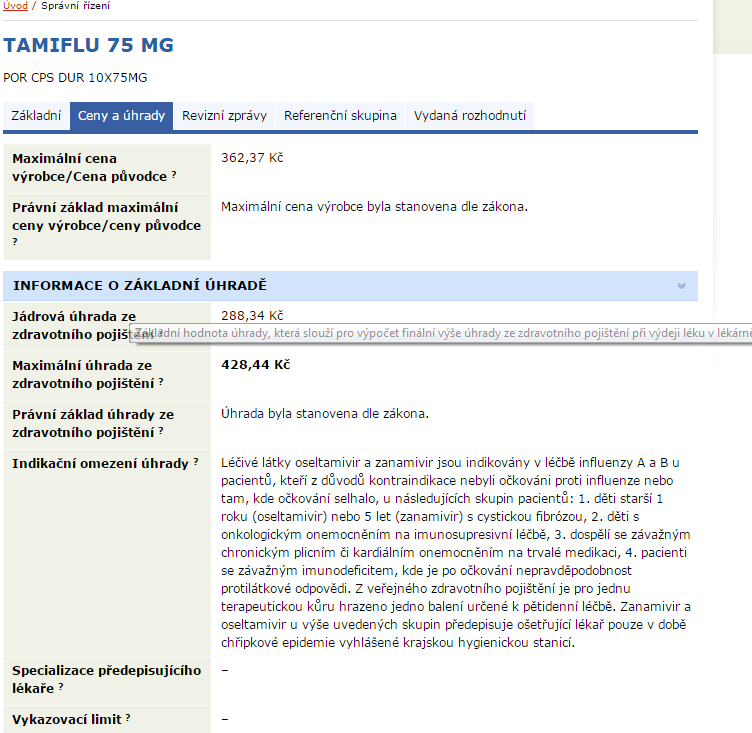 Úvod / Správní řízení
TAMIFLU 75 MG
POR CPS DUR 10X75MG
Základní Ceny a úhrady Revizní zprávy Referenční skupina Vydaná rozhodnutí
Maximální cena
výrobce/Cena původce ?
362,37 Kč
Právní základ maximální
ceny výrobce/ceny původce
?
Maximální cena výrobce byla stanovena dle zákona.
INFORMACE O ZÁKLADNÍ ÚHRADĚ
Jádrová úhrada ze
zdravotního pojištění ?
288,34 Kč
Základní hodnota úhrady, která slouží pro výpočet finální výše úhrady ze zdravotního pojištění při výdeji léku v lékárně
Maximální úhrada ze
zdravotního pojištění ?
428,44 Kč
Právní základ úhrady ze
zdravotního pojištění ?
Úhrada byla stanovena dle zákona.
Indikační omezení úhrady ?
Léčivé látky oseltamivir a zanamivir jsou indikovány v léčbě influenzy A a B u
pacientů, kteří z důvodů kontraindikace nebyli očkováni proti influenze nebo
tam, kde očkování selhalo, u následujících skupin pacientů: 1. děti starší 1
roku (oseltamivir) nebo 5 let (zanamivir) s cystickou fibrózou, 2. děti s
onkologickým onemocněním na imunosupresivní léčbě, 3. dospělí se závažným
chronickým plicním či kardiálním onemocněním na trvalé medikaci, 4. pacienti
se závažným imunodeficitem, kde je po očkování nepravděpodobnost
protilátkové odpovědi. Z veřejného zdravotního pojištění je pro jednu
terapeutickou kůru hrazeno jedno balení určené k pětidenní léčbě. Zanamivir a
oseltamivir u výše uvedených skupin předepisuje ošetřující lékař pouze v době
chřipkové epidemie vyhlášené krajskou hygienickou stanicí.
Specializace předepisujícího
lékaře ?
–
Vykazovací limit ?
–